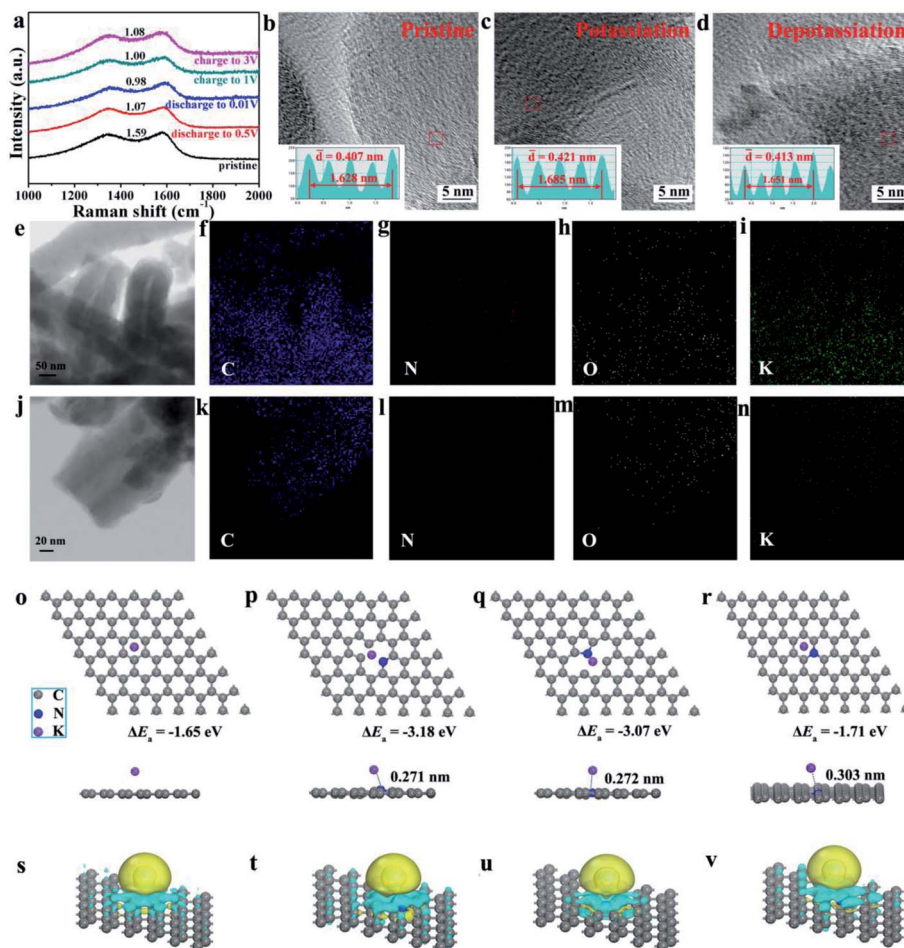 a
Intensity (a.u.)
1.08
charge to 3V
1.00
charge to 1V
0.98
discharge to 0.01V
1.07
discharge to 0.5V
1.59
pristine
1000 1200 1400 1600 1800 2000
Raman shift (cm⁻¹)
b
Pristine
d̄ = 0.407 nm
1.628 nm
5 nm
c
Potassiation
d̄ = 0.421 nm
1.685 nm
5 nm
d
Depotassiation
d̄ = 0.413 nm
1.651 nm
5 nm
e
50 nm
f
C
g
N
h
O
i
K
j
20 nm
k
C
l
N
m
O
n
K
o
p
q
r
C
N
K
ΔEa = -1.65 eV
ΔEa = -3.18 eV
ΔEa = -3.07 eV
ΔEa = -1.71 eV
0.271 nm
0.272 nm
0.303 nm
s
t
u
v